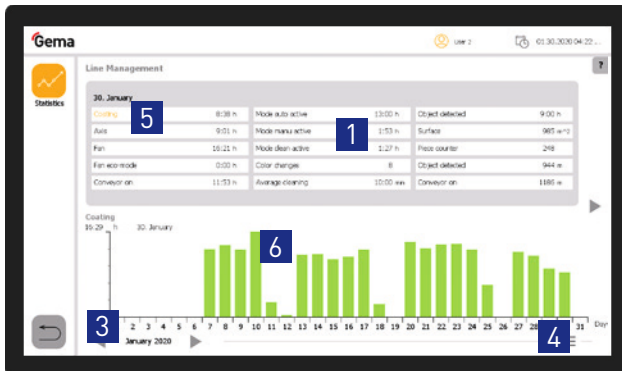 Gema
User 2
01.30.2020 04:22 ...
Line Management
?
Statistics
30. January
Coating 8:38 h Mode auto active 13:00 h Object detected 9:00 h
5
1
Axis 9:01 h Mode manu active 1:53 h Surface 985 m^2
Fan 16:21 h Mode clean active 1:27 h Piece counter 248
Fan eco mode 0:00 h Color changes 8 Object detected 944 m
Conveyor on 11:53 h Average cleaning 10:00 min Conveyor on 1186 m
Coating
16:29 h 30. January
6
3 2 3 4 5 6 7 8 9 10 11 12 13 14 15 16 17 18 19 20 21 22 23 24 25 26 27 28 31 Day
4
January 2020